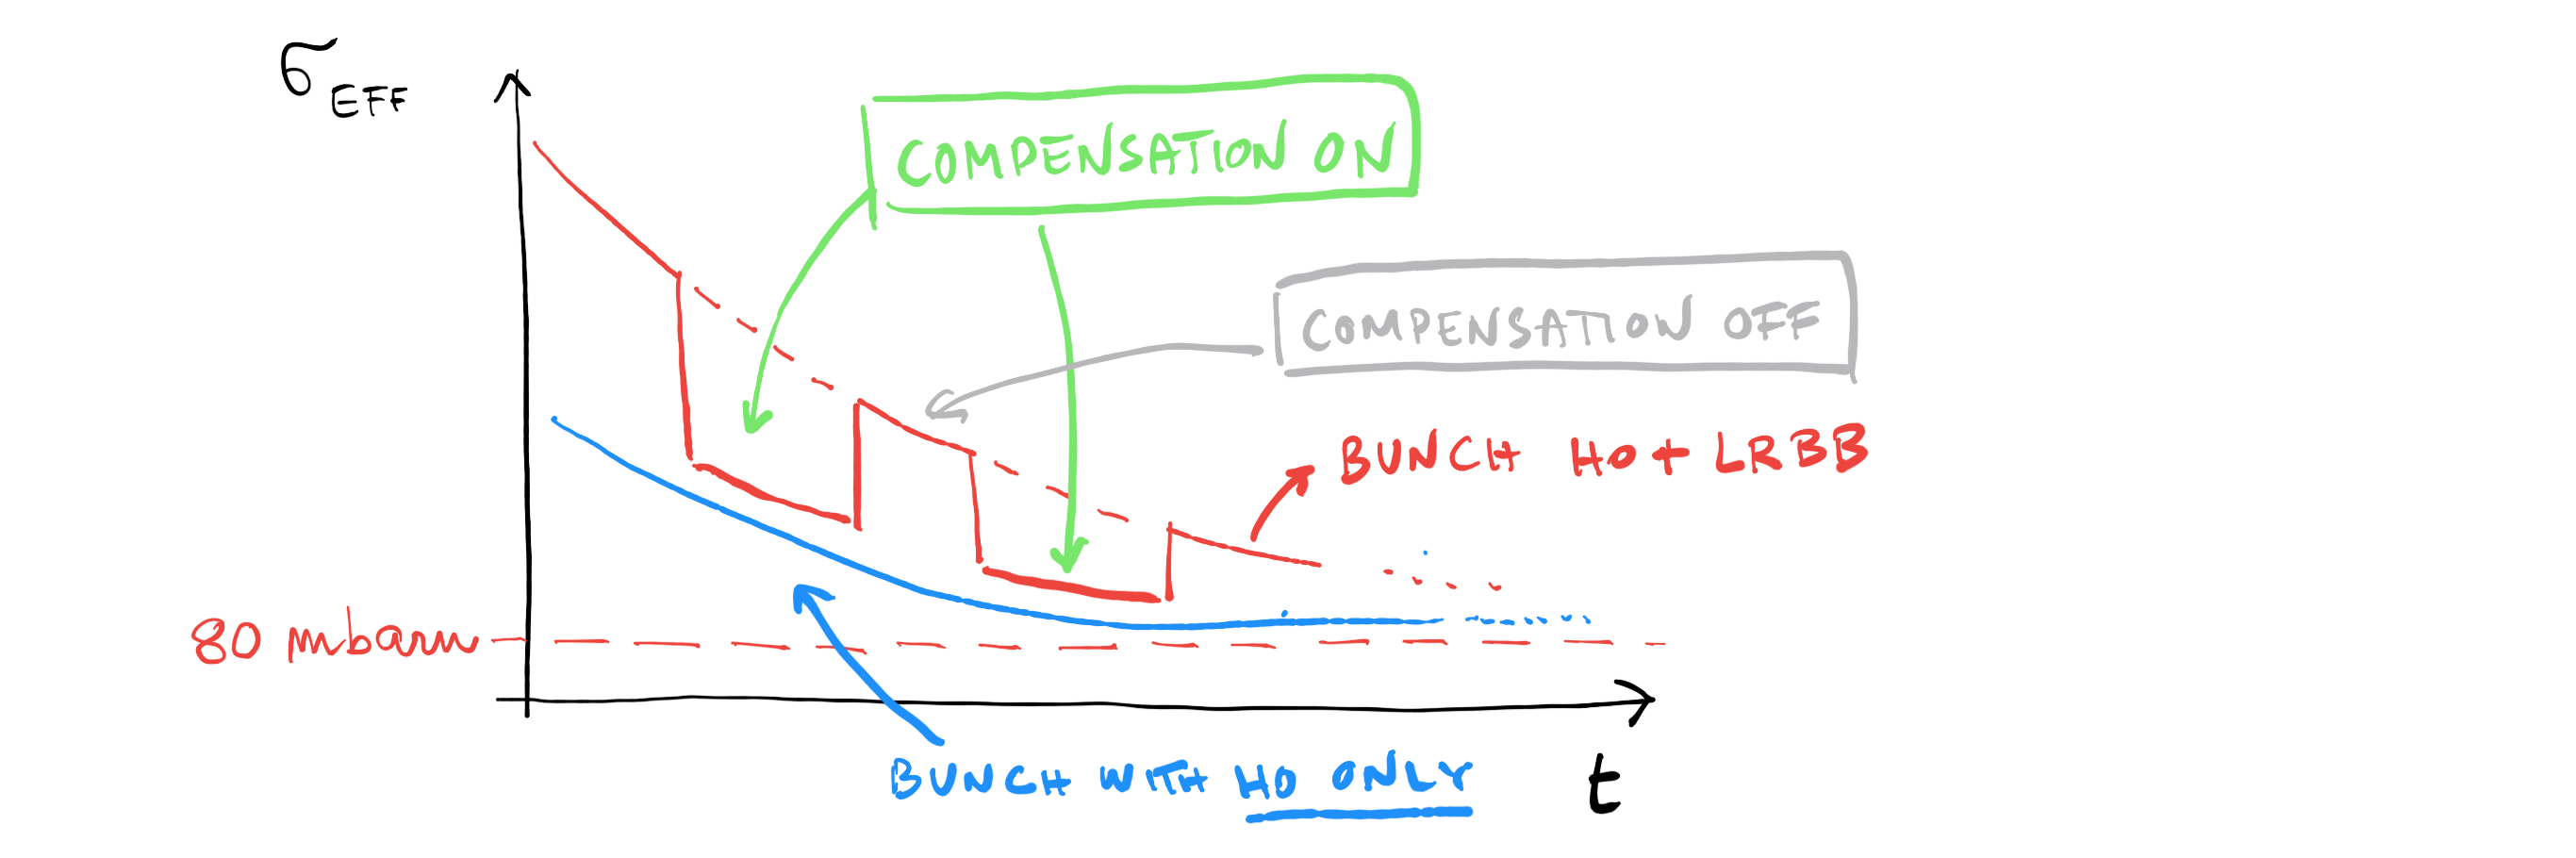 σ EFF
COMPENSATION ON
COMPENSATION OFF
BUNCH HO + LRBB
80 mbarn
BUNCH WITH HO ONLY
t